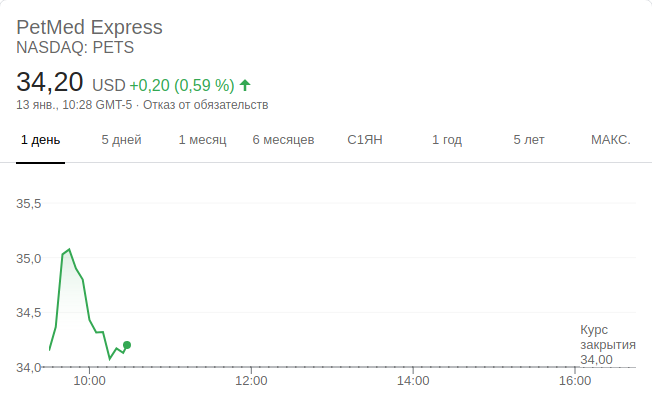 PetMed Express
NASDAQ: PETS
34,20 USD +0,20 (0,59 %)
13 янв., 10:28 GMT-5 · Отказ от обязательств
1 день 5 дней 1 месяц 6 месяцев С1ЯН 1 год 5 лет МАКС.
35,5
35,0
34,5
Курс
закрытия
34,00
34,0
10:00 12:00 14:00 16:00